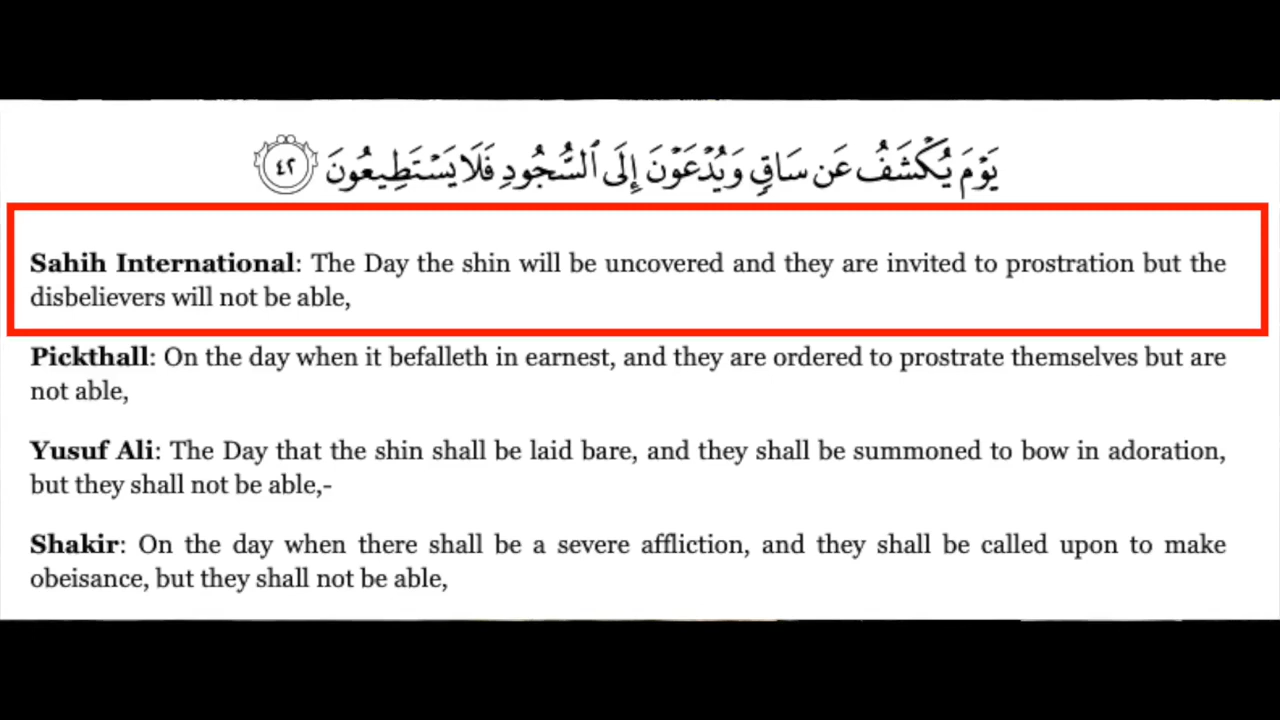 يَوْمَ يُكْشَفُ عَن سَاقٍ وَيُدْعَوْنَ إِلَى ٱلسُّجُودِ فَلَا يَسْتَطِيعُونَ ٤٢
Sahih International: The Day the shin will be uncovered and they are invited to prostration but the
disbelievers will not be able,
Pickthall: On the day when it befalleth in earnest, and they are ordered to prostrate themselves but are
not able,
Yusuf Ali: The Day that the shin shall be laid bare, and they shall be summoned to bow in adoration,
but they shall not be able,-
Shakir: On the day when there shall be a severe affliction, and they shall be called upon to make
obeisance, but they shall not be able,